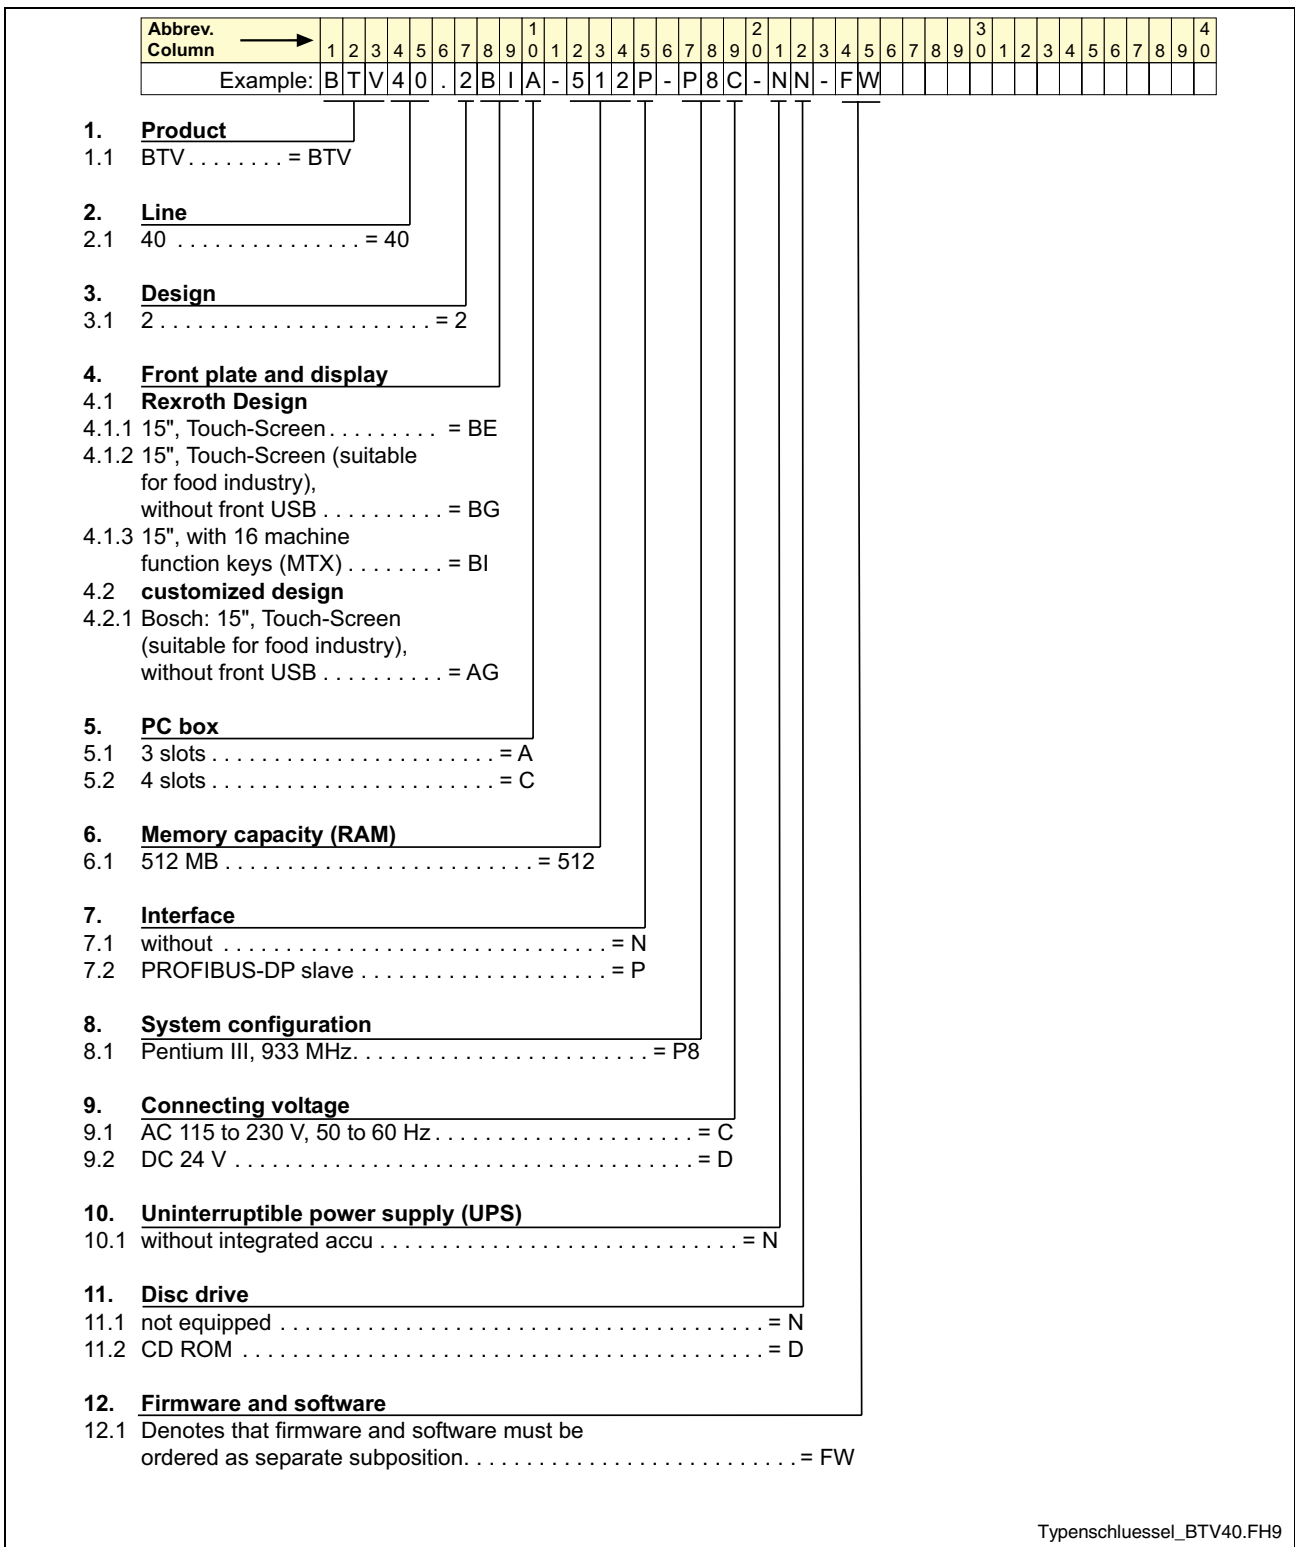 Abbrev.
Column 1 2 3 4 5 6 7 8 9 10 1 2 3 4 5 6 7 8 9 20 1 2 3 4 5 6 7 8 9 30 1 2 3 4 5 6 7 8 9 40
Example: B T V 4 0 . 2 B I A - 5 1 2 P - P 8 C - N N - F W
1. Product
1.1 BTV . . . . . . . . = BTV
2. Line
2.1 40 . . . . . . . . . . . . . . . = 40
3. Design
3.1 2 . . . . . . . . . . . . . . . . . . . . . . = 2
4. Front plate and display
4.1 Rexroth Design
4.1.1 15", Touch-Screen . . . . . . . . . = BE
4.1.2 15", Touch-Screen (suitable
for food industry),
without front USB . . . . . . . . . . = BG
4.1.3 15", with 16 machine
function keys (MTX) . . . . . . . . = BI
4.2 customized design
4.2.1 Bosch: 15", Touch-Screen
(suitable for food industry),
without front USB . . . . . . . . . . = AG
5. PC box
5.1 3 slots . . . . . . . . . . . . . . . . . . . . . . . = A
5.2 4 slots . . . . . . . . . . . . . . . . . . . . . . . = C
6. Memory capacity (RAM)
6.1 512 MB . . . . . . . . . . . . . . . . . . . . . . . . . = 512
7. Interface
7.1 without . . . . . . . . . . . . . . . . . . . . . . . . . . . . . . . = N
7.2 PROFIBUS-DP slave . . . . . . . . . . . . . . . . . . . . = P
8. System configuration
8.1 Pentium III, 933 MHz. . . . . . . . . . . . . . . . . . . . . . . . = P8
9. Connecting voltage
9.1 AC 115 to 230 V, 50 to 60 Hz . . . . . . . . . . . . . . . . . . . . . = C
9.2 DC 24 V . . . . . . . . . . . . . . . . . . . . . . . . . . . . . . . . . . . . . = D
10. Uninterruptible power supply (UPS)
10.1 without integrated accu . . . . . . . . . . . . . . . . . . . . . . . . . . . . . = N
11. Disc drive
11.1 not equipped . . . . . . . . . . . . . . . . . . . . . . . . . . . . . . . . . . . . . . . = N
11.2 CD ROM . . . . . . . . . . . . . . . . . . . . . . . . . . . . . . . . . . . . . . . . . . = D
12. Firmware and software
12.1 Denotes that firmware and software must be
ordered as separate subposition. . . . . . . . . . . . . . . . . . . . . . . . . . . = FW
Typenschluessel_BTV40.FH9